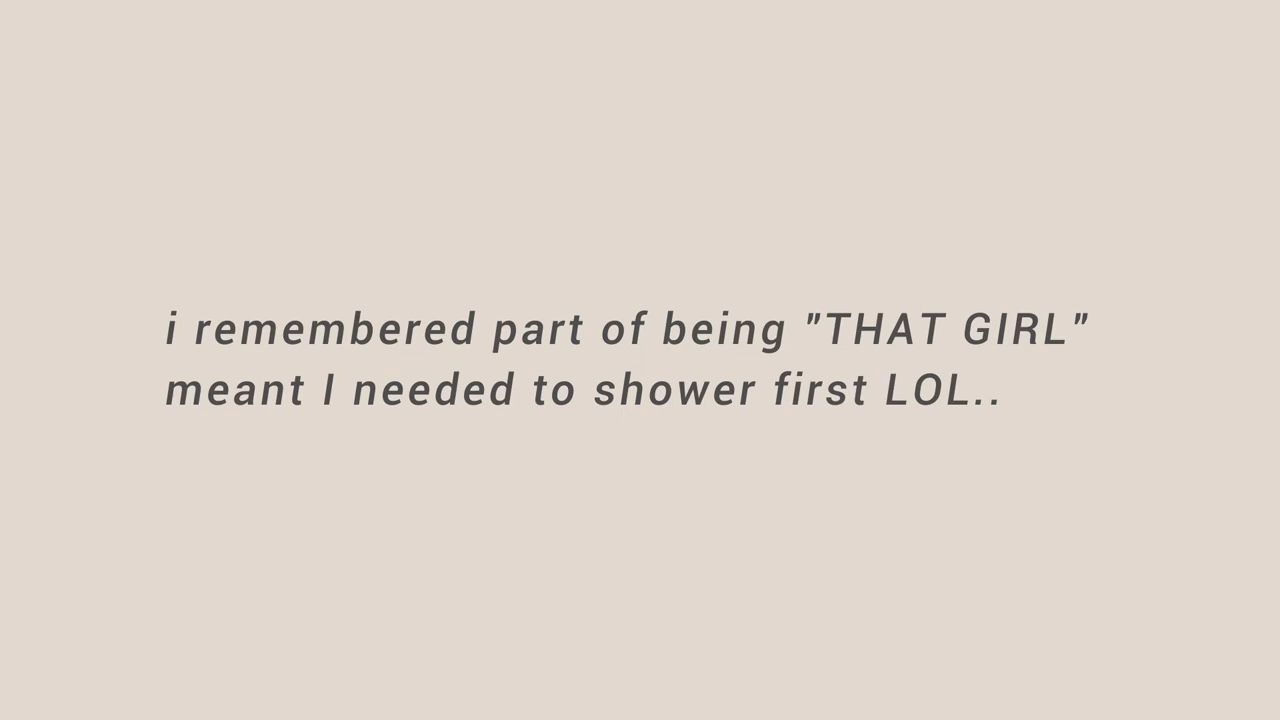 i remembered part of being "THAT GIRL"
meant I needed to shower first LOL..